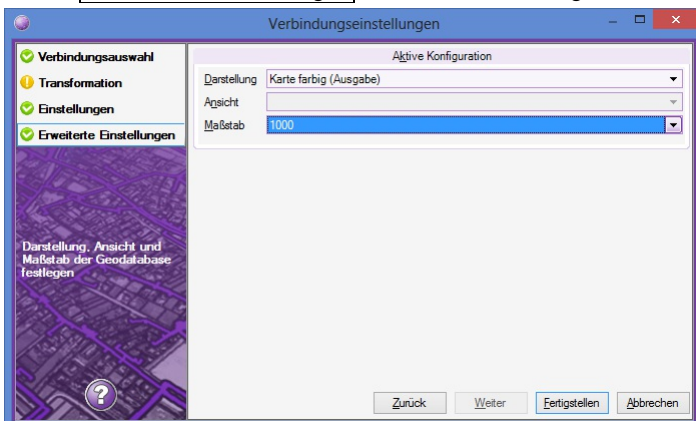 Verbindungseinstellungen
Verbindungsauswahl
Transformation
Einstellungen
Erweiterte Einstellungen
Darstellung, Ansicht und
Maßstab der Geodatabase
festlegen
?
Aktive Konfiguration
Darstellung Karte farbig (Ausgabe)
Ansicht
Maßstab 1000
Zurück Weiter Fertigstellen Abbrechen